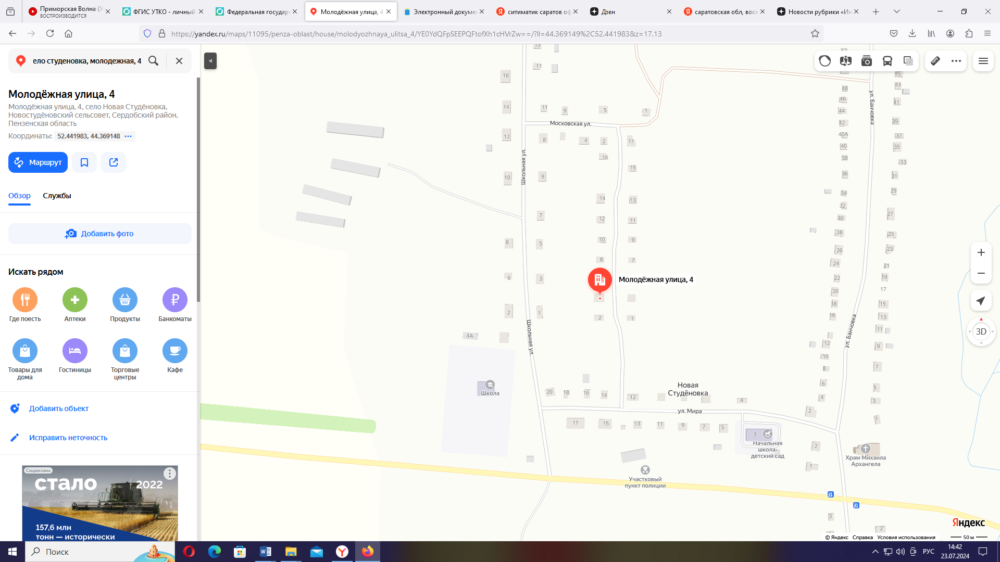 Приморская Волна (У
ВОСПРОИЗВОДИТСЯ
ФГИС УТКО - личный
Федеральная государс
Молодёжная улица, 4
Электронный докумен
ситиматик саратов оф
Дзен
саратовская обл, воск
Новости рубрики «Ин
https://yandex.ru/maps/11095/penza-oblast/house/molodyozhnaya_ulitsa_4/YE0YdQFpSEEPQFtofXh1cHVrZw==/?ll=44.369149%2C52.441983&z=17.13
ело студеновка, молодежная, 4
Молодёжная улица, 4
Молодёжная улица, 4, село Новая Студёновка,
Новостудёновский сельсовет, Сердобский район,
Пензенская область
Координаты: 52.441983, 44.369148
Маршрут
Обзор
Службы
Добавить фото
Искать рядом
Где поесть
Аптеки
Продукты
Банкоматы
Товары для
дома
Гостиницы
Торговые
центры
Кафе
Добавить объект
Исправить неточность
Соцреклама
стало
2022
157,6 млн
тонн — исторически
Московская ул.
Школьная ул.
Школьная ул.
ул. Банчовка
ул. Банчовка
Молодёжная улица, 4
Школа
Новая
Студёновка
ул. Мира
Начальная
школа-
детский сад
Храм Михаила
Архангела
Участковый
пункт полиции
13
11
16
14
12
10
8
6
2
4А
11
9
5
1
8
4
2
17
16
15
9
14
13
7
12
11
10
9
5
8
7
3
1
2
1
20
18
16
14
12
4
17
15
13
11
9
7
5
3
48
46
44
42
40А
40
38
36
34
32
30
28
26
24
22
20
18
16
12
10
8
6
4
2
2
1
3
45
43
41
39
37
35
33
31
29
27
25
23
21
19
17
15
13
11
9
7
5
3
1
2
3D
Яндекс
© Яндекс Справка Условия использования
50 м
Поиск
РУС
14:42
23.07.2024